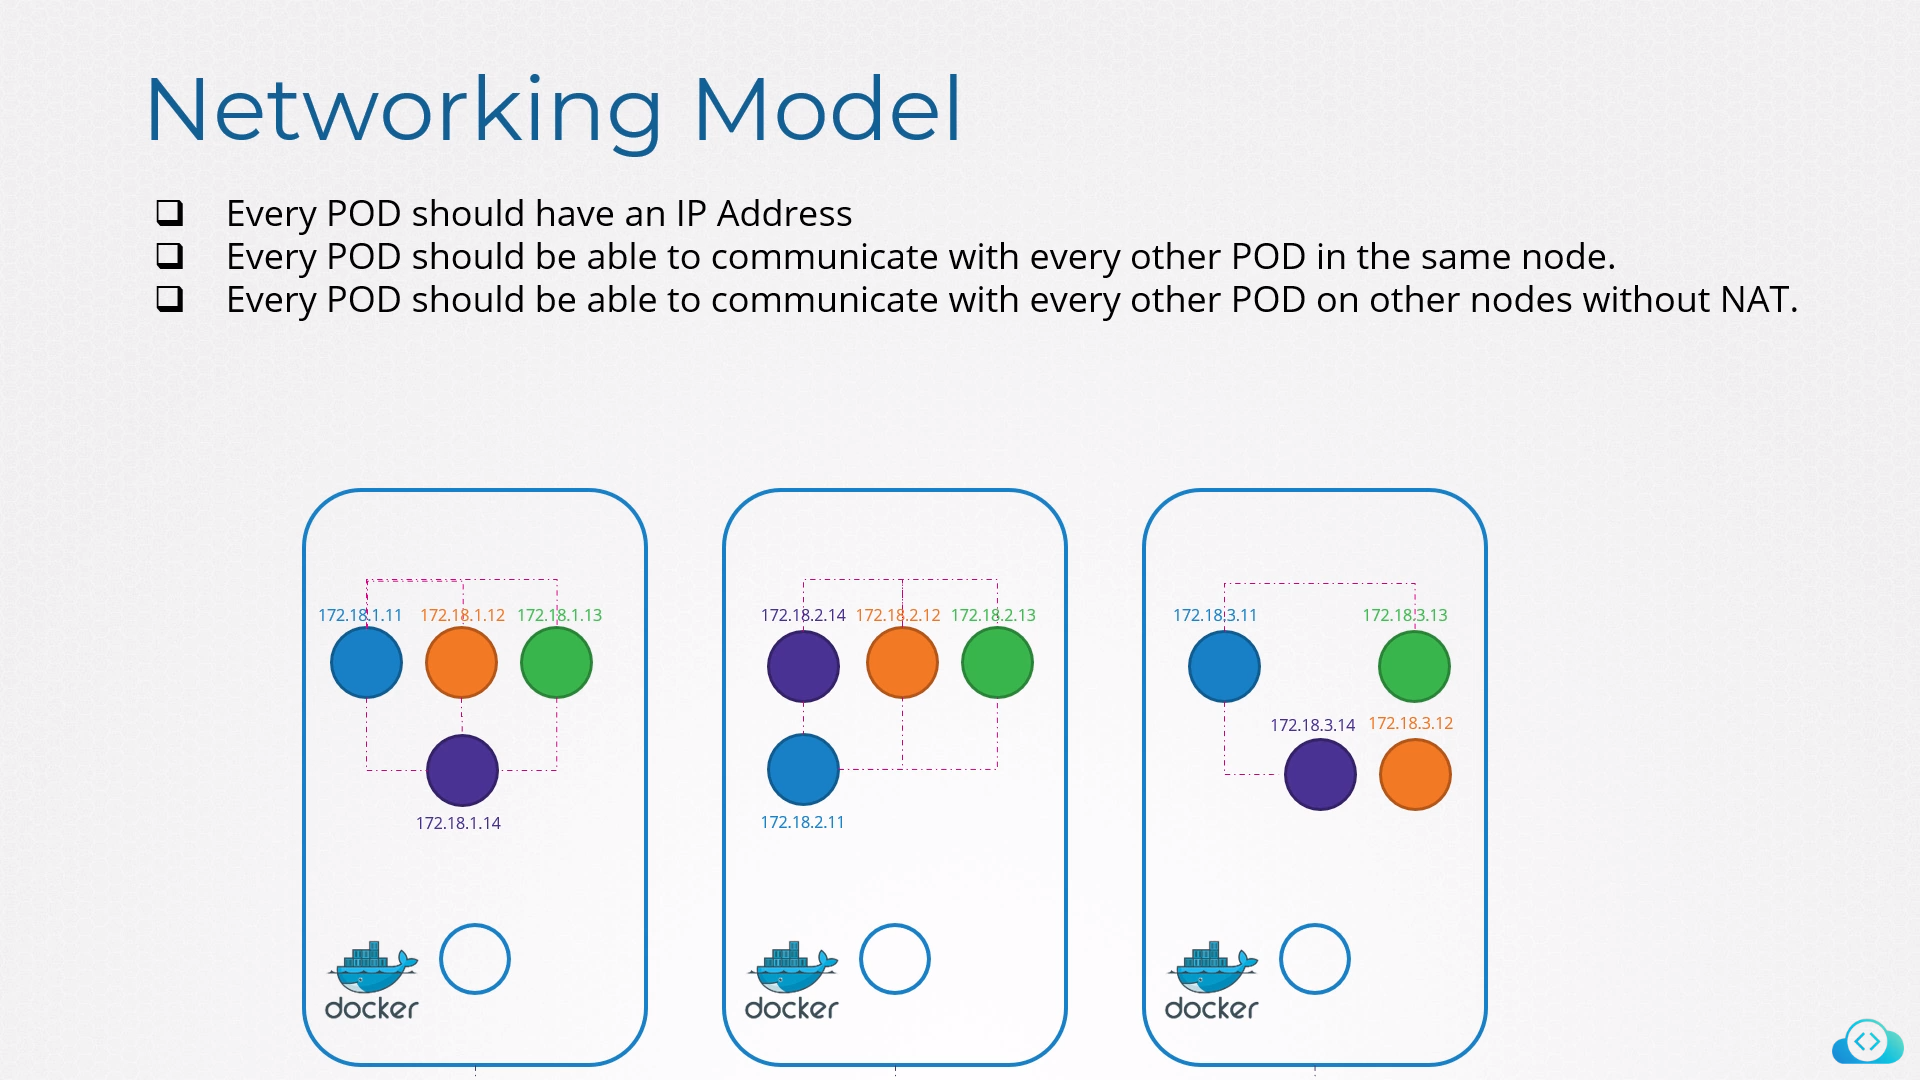 Networking Model
❑ Every POD should have an IP Address
❑ Every POD should be able to communicate with every other POD in the same node.
❑ Every POD should be able to communicate with every other POD on other nodes without NAT.
172.18.1.11 172.18.1.12 172.18.1.13
172.18.1.14
docker
172.18.2.14 172.18.2.12 172.18.2.13
172.18.2.11
docker
172.18.3.11 172.18.3.13
172.18.3.14 172.18.3.12
docker